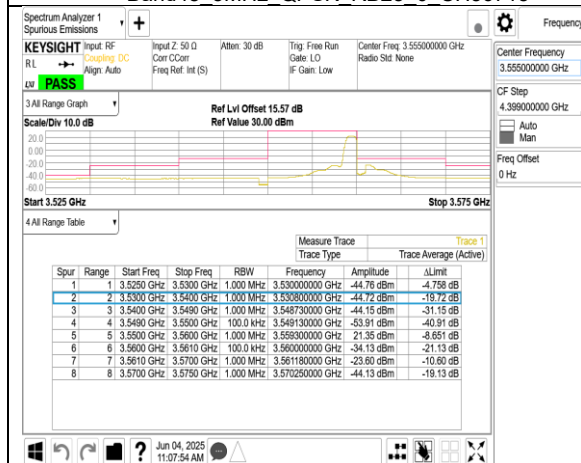 Spectrum Analyzer 1
Spurious Emissions
Frequency
KEYSIGHT Input: RF
Coupling: DC
Align: Auto
Input Z: 50 Ω
Corr CCorr
Freq Ref: Int (S)
Atten: 30 dB
Trig: Free Run
Gate: LO
IF Gain: Low
Center Freq: 3.555000000 GHz
Radio Std: None
RL
LXI PASS
Center Frequency
3.555000000 GHz
CF Step
4.399000000 GHz
Auto
Man
Freq Offset
0 Hz
3 All Range Graph
Scale/Div 10.0 dB
Ref Lvl Offset 15.57 dB
Ref Value 30.00 dBm
20.0
0.00
-20.0
-40.0
-60.0
Start 3.525 GHz Stop 3.575 GHz
4 All Range Table
Measure Trace Trace 1
Trace Type Trace Average (Active)
Spur Range Start Freq Stop Freq RBW Frequency Amplitude ΔLimit
1 1 3.5250 GHz 3.5300 GHz 1.000 MHz 3.530000000 GHz -44.76 dBm -4.758 dB
2 2 3.5300 GHz 3.5400 GHz 1.000 MHz 3.530800000 GHz -44.72 dBm -19.72 dB
3 3 3.5400 GHz 3.5490 GHz 1.000 MHz 3.548730000 GHz -44.15 dBm -31.15 dB
4 4 3.5490 GHz 3.5500 GHz 100.0 kHz 3.549130000 GHz -53.91 dBm -40.91 dB
5 5 3.5500 GHz 3.5600 GHz 1.000 MHz 3.559300000 GHz 21.35 dBm -8.651 dB
6 6 3.5600 GHz 3.5610 GHz 100.0 kHz 3.560000000 GHz -34.13 dBm -21.13 dB
7 7 3.5610 GHz 3.5700 GHz 1.000 MHz 3.561180000 GHz -23.60 dBm -10.60 dB
8 8 3.5700 GHz 3.5750 GHz 1.000 MHz 3.570250000 GHz -44.13 dBm -19.13 dB
Jun 04, 2025
11:07:54 AM